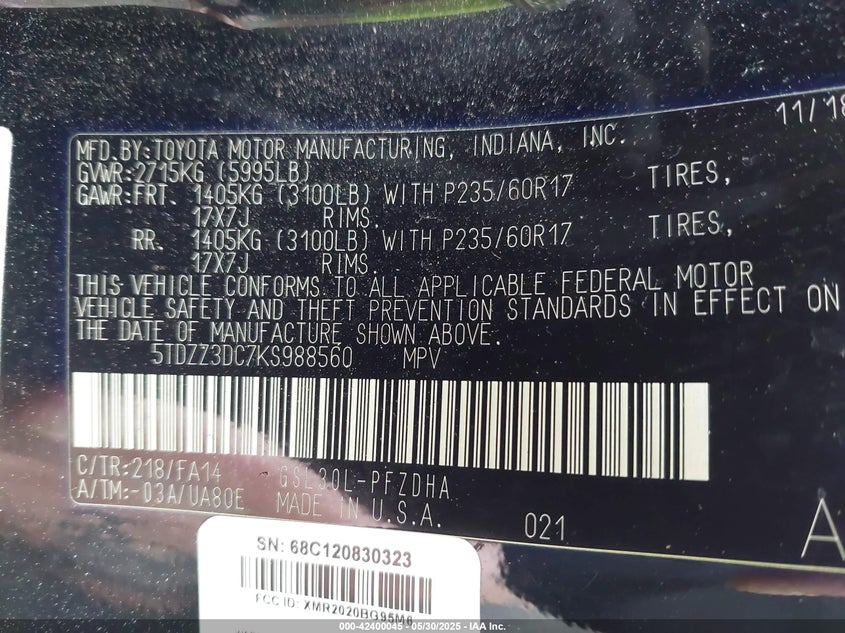 11/18
MFD.BY:TOYOTA MOTOR MANUFACTURING, INDIANA, INC.
GVWR:2715KG (5995LB)
GAWR:FRT. 1405KG (3100LB) WITH P235/60R17 TIRES,
17X7J RIMS.
RR. 1405KG (3100LB) WITH P235/60R17 TIRES,
17X7J RIMS.
THIS VEHICLE CONFORMS TO ALL APPLICABLE FEDERAL MOTOR
VEHICLE SAFETY AND THEFT PREVENTION STANDARDS IN EFFECT ON
THE DATE OF MANUFACTURE SHOWN ABOVE.
5TDZZ3DC7KS988560 MPV
C/TR:218/FA14 GSL30L-PFZDHA
A/TM:-03A/UA80E MADE IN U.S.A. 021
A
SN: 68C120830323
FCC ID: XMR2020BG95M6
000-42400045 - 05/30/2025 - IAA Inc.